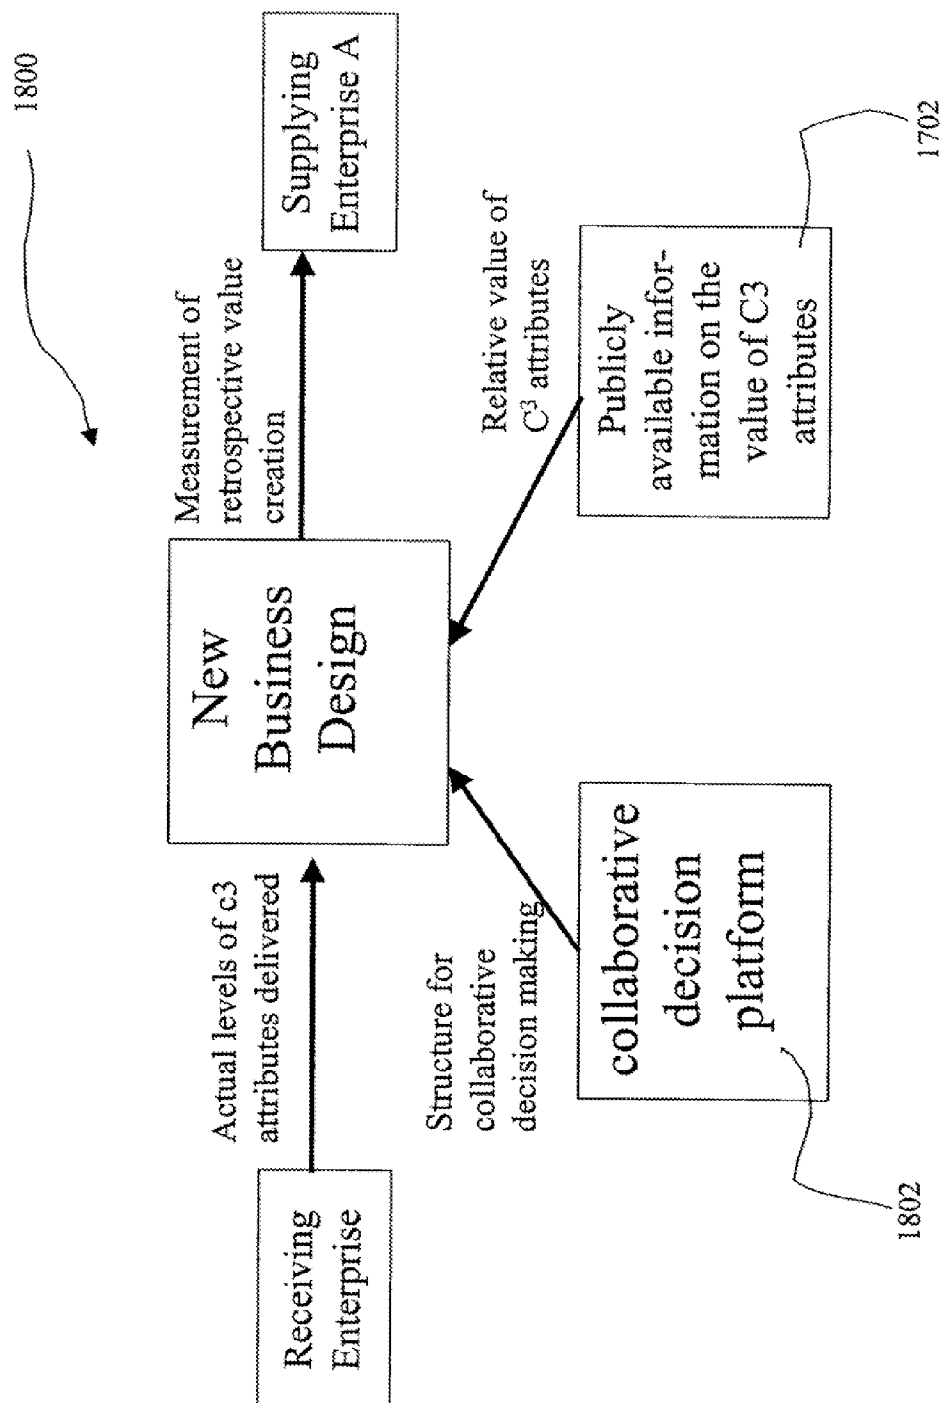 1800
Receiving
Enterprise
Actual levels of c3
attributes delivered
New
Business
Design
Measurement of
retrospective value
creation
Supplying
Enterprise A
Structure for
collaborative
decision making
Relative value of
C³ attributes
collaborative
decision
platform
Publicly
available infor-
mation on the
value of C3
attributes
1802
1702